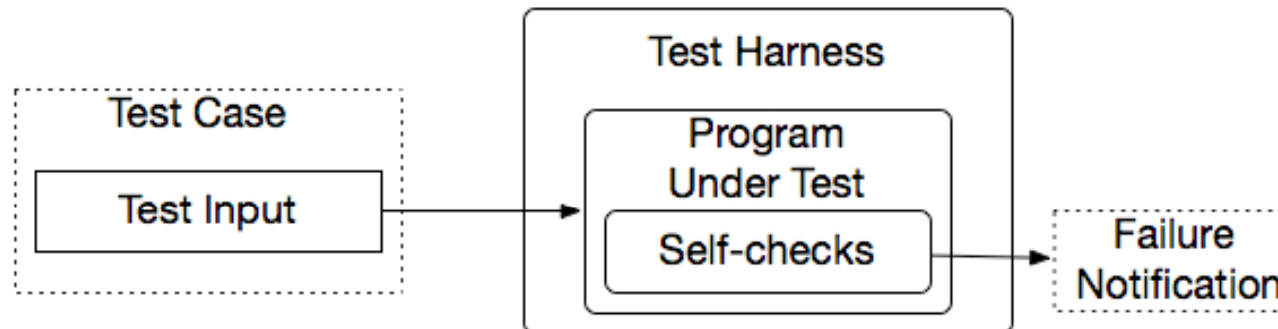 Test Case
Test Input
Test Harness
Program
Under Test
Self-checks
Failure
Notification